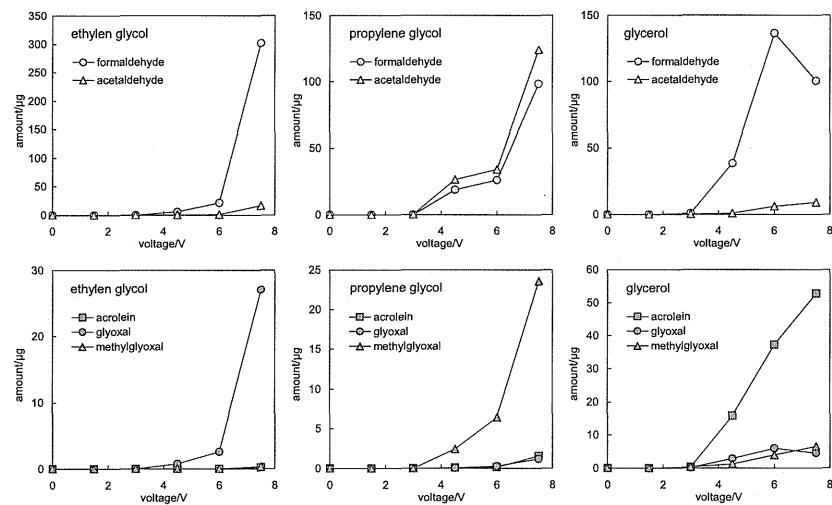 ethylen glycol
formaldehyde
acetaldehyde
amount/µg
350
300
250
200
150
100
50
0
0 2 4 6 8
voltage/V
propylene glycol
formaldehyde
acetaldehyde
amount/µg
150
100
50
0
0 2 4 6 8
voltage/V
glycerol
formaldehyde
acetaldehyde
amount/µg
150
100
50
0
0 2 4 6 8
voltage/V
ethylen glycol
acrolein
glyoxal
methylglyoxal
amount/µg
30
20
10
0
0 2 4 6 8
voltage/V
propylene glycol
acrolein
glyoxal
methylglyoxal
amount/µg
25
20
15
10
5
0
0 2 4 6 8
voltage/V
glycerol
acrolein
glyoxal
methylglyoxal
amount/µg
60
50
40
30
20
10
0
0 2 4 6 8
voltage/V